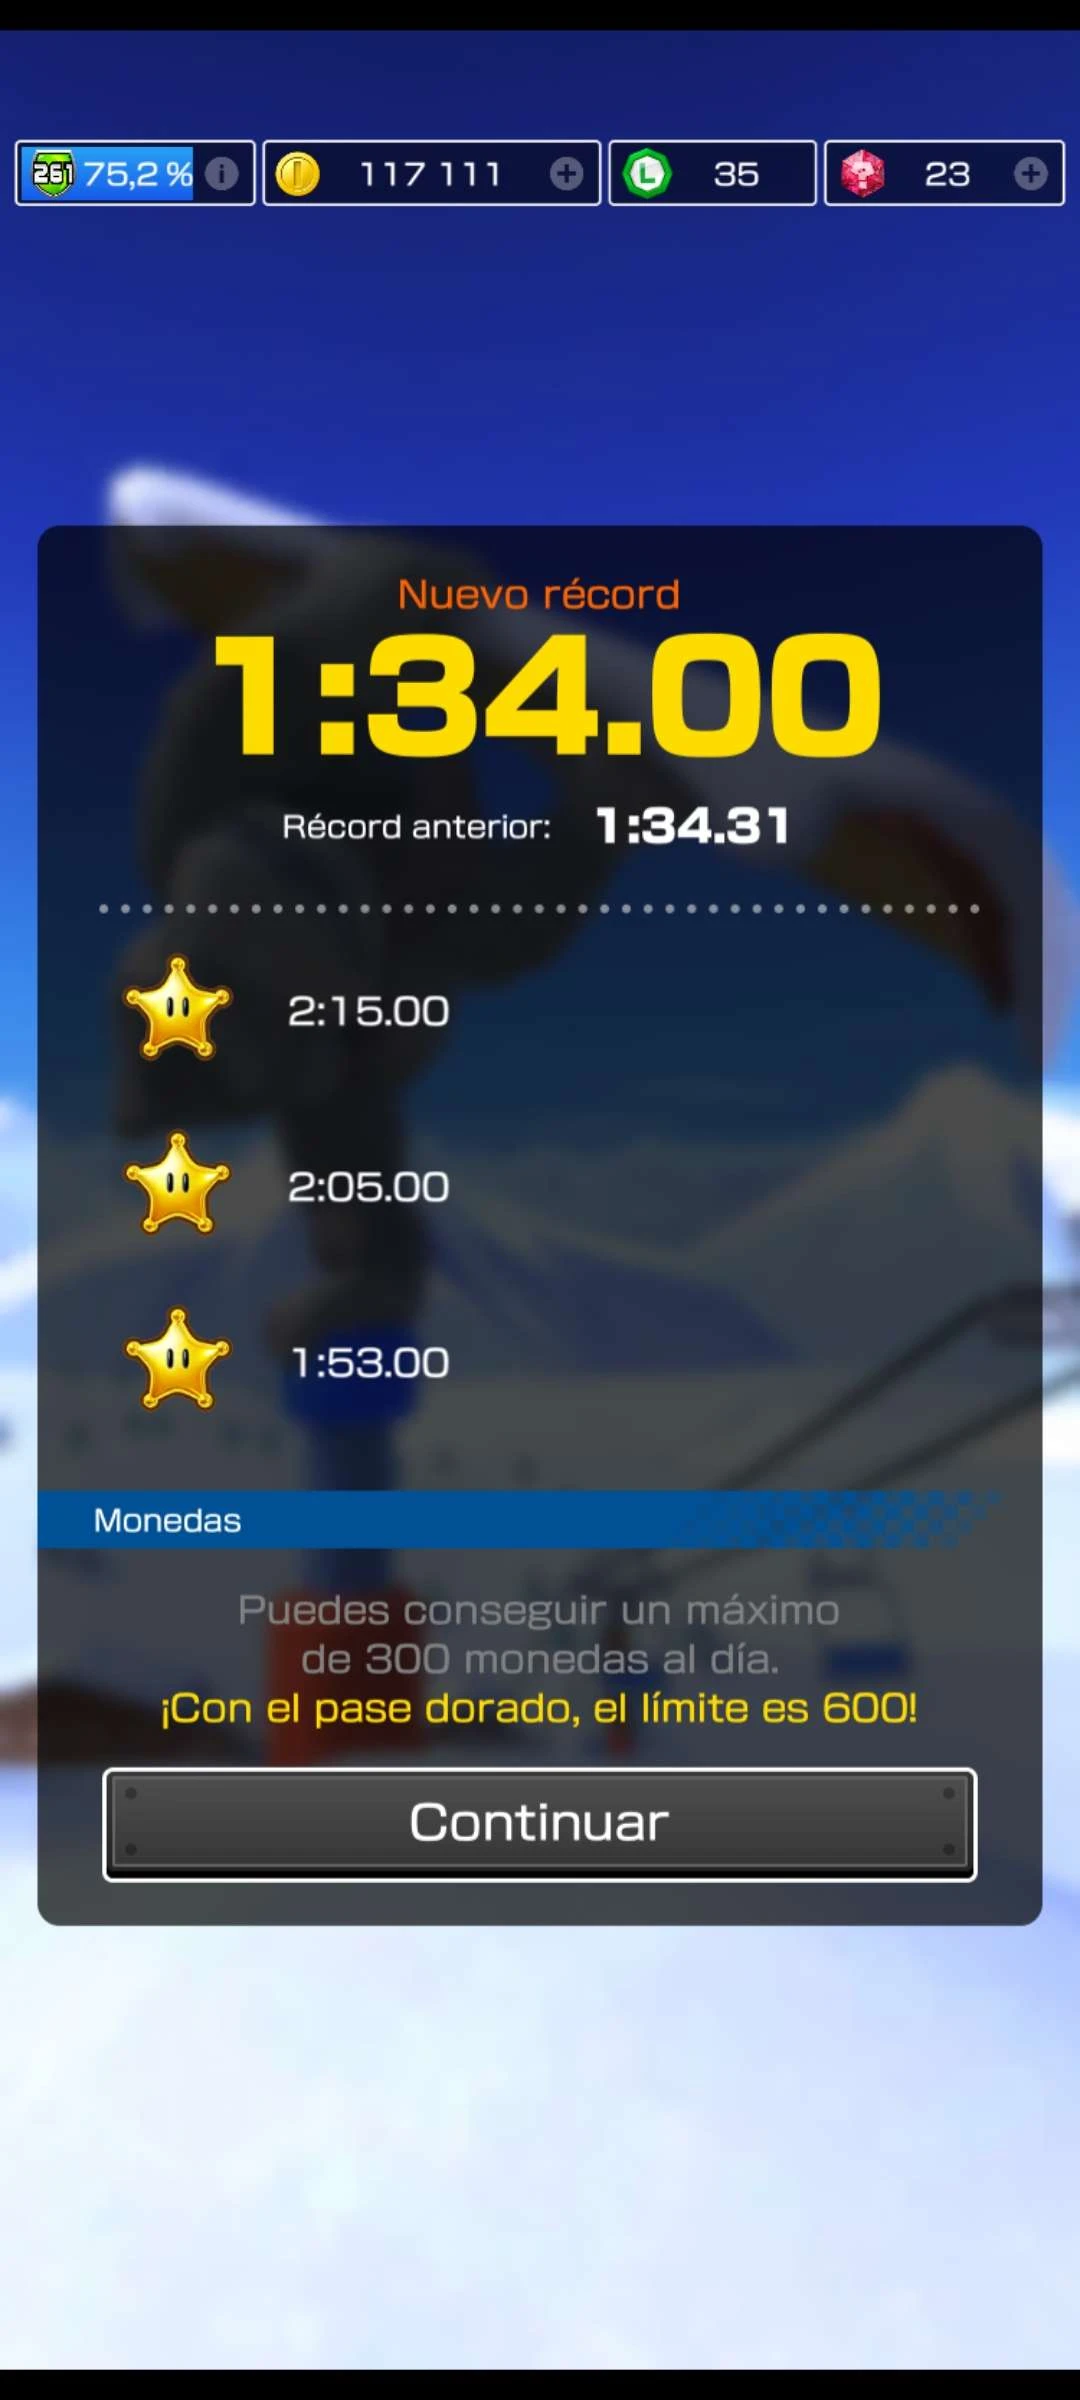 261 75,2 % i 117 111 + L 35 ? 23 +
Nuevo récord
1:34.00
Récord anterior: 1:34.31
2:15.00
2:05.00
1:53.00
Monedas
Puedes conseguir un máximo
de 300 monedas al día.
¡Con el pase dorado, el límite es 600!
Continuar